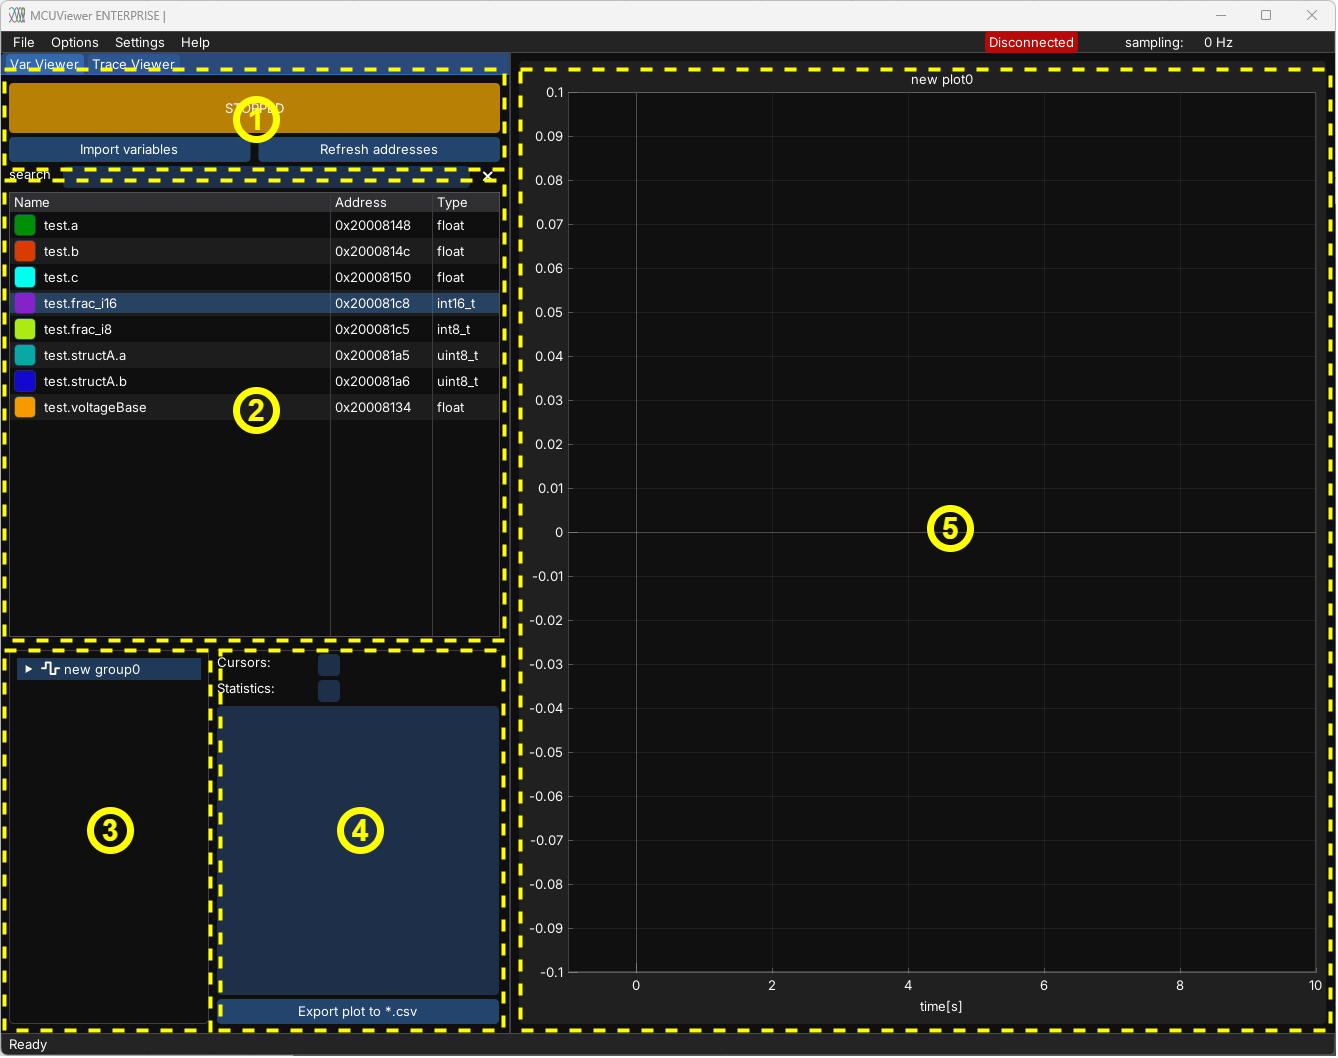 MCUViewer ENTERPRISE |
File Options Settings Help Disconnected sampling: 0 Hz
Var Viewer Trace Viewer
STOPPED
1
Import variables Refresh addresses
search
Name Address Type
test.a 0x20008148 float
test.b 0x2000814c float
test.c 0x20008150 float
test.frac_i16 0x200081c8 int16_t
test.frac_i8 0x200081c5 int8_t
test.structA.a 0x200081a5 uint8_t
test.structA.b 0x200081a6 uint8_t
test.voltageBase 0x20008134 float
2
new group0
3
Cursors:
Statistics:
4
Export plot to *.csv
new plot0
0.1
0.09
0.08
0.07
0.06
0.05
0.04
0.03
0.02
0.01
0
-0.01
-0.02
-0.03
-0.04
-0.05
-0.06
-0.07
-0.08
-0.09
-0.1
5
0 2 4 6 8 10
time[s]
Ready